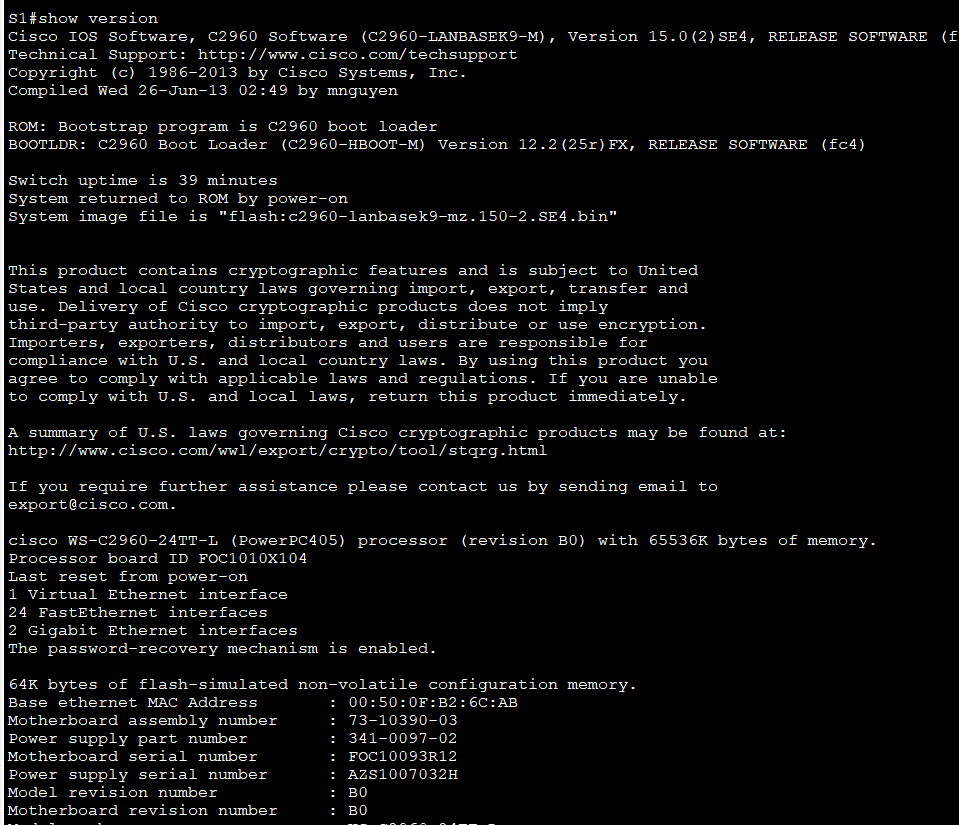 S1#show version
Cisco IOS Software, C2960 Software (C2960-LANBASEK9-M), Version 15.0(2)SE4, RELEASE SOFTWARE (f
Technical Support: http://www.cisco.com/techsupport
Copyright (c) 1986-2013 by Cisco Systems, Inc.
Compiled Wed 26-Jun-13 02:49 by mnguyen
ROM: Bootstrap program is C2960 boot loader
BOOTLDR: C2960 Boot Loader (C2960-HBOOT-M) Version 12.2(25r)FX, RELEASE SOFTWARE (fc4)
Switch uptime is 39 minutes
System returned to ROM by power-on
System image file is "flash:c2960-lanbasek9-mz.150-2.SE4.bin"
This product contains cryptographic features and is subject to United
States and local country laws governing import, export, transfer and
use. Delivery of Cisco cryptographic products does not imply
third-party authority to import, export, distribute or use encryption.
Importers, exporters, distributors and users are responsible for
compliance with U.S. and local country laws. By using this product you
agree to comply with applicable laws and regulations. If you are unable
to comply with U.S. and local laws, return this product immediately.
A summary of U.S. laws governing Cisco cryptographic products may be found at:
http://www.cisco.com/wwl/export/crypto/tool/stqrg.html
If you require further assistance please contact us by sending email to
export@cisco.com.
cisco WS-C2960-24TT-L (PowerPC405) processor (revision B0) with 65536K bytes of memory.
Processor board ID FOC1010X104
Last reset from power-on
1 Virtual Ethernet interface
24 FastEthernet interfaces
2 Gigabit Ethernet interfaces
The password-recovery mechanism is enabled.
64K bytes of flash-simulated non-volatile configuration memory.
Base ethernet MAC Address : 00:50:0F:B2:6C:AB
Motherboard assembly number : 73-10390-03
Power supply part number : 341-0097-02
Motherboard serial number : FOC10093R12
Power supply serial number : AZS1007032H
Model revision number : B0
Motherboard revision number : B0